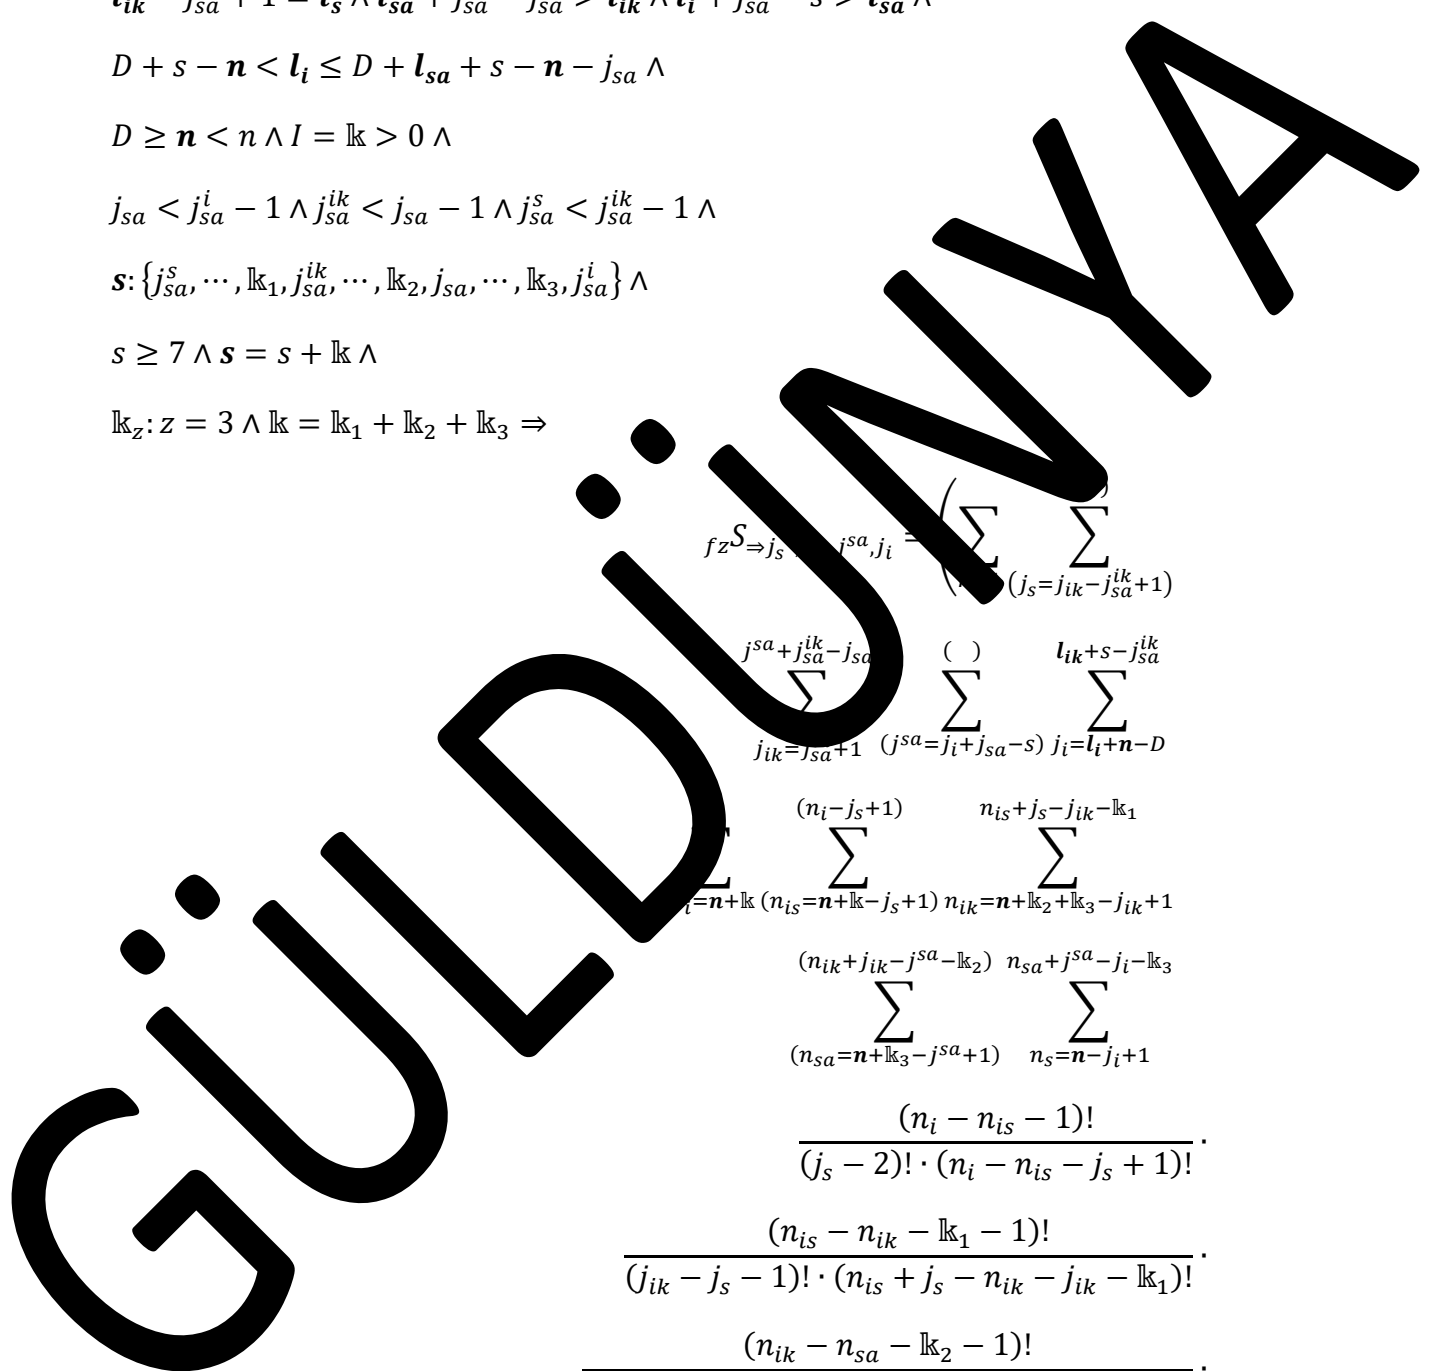 D + s − n < l_i ≤ D + l_sa + s − n − j_sa ∧
D ≥ n < n ∧ I = 𝕜 > 0 ∧
j_sa < j_sa^i − 1 ∧ j_sa^ik < j_sa − 1 ∧ j_sa^s < j_sa^ik − 1 ∧
s: {j_sa^s, ⋯, 𝕜_1, j_sa^ik, ⋯, 𝕜_2, j_sa, ⋯, 𝕜_3, j_sa^i} ∧
s ≥ 7 ∧ s = s + 𝕜 ∧
𝕜_z: z = 3 ∧ 𝕜 = 𝕜_1 + 𝕜_2 + 𝕜_3 ⇒
fz S ⇒j_s j^sa,j_i = ( ∑ ∑
(j_s=j_ik−j_sa^ik+1)
j^sa+j_sa^ik−j_sa ( ) l_ik+s−j_sa^ik
∑ ∑ ∑
j_ik=j_sa+1 (j^sa=j_i+j_sa−s) j_i=l_i+n−D
(n_i−j_s+1) n_is+j_s−j_ik−𝕜_1
∑ ∑ ∑
i=n+𝕜 (n_is=n+𝕜−j_s+1) n_ik=n+𝕜_2+𝕜_3−j_ik+1
(n_ik+j_ik−j^sa−𝕜_2) n_sa+j^sa−j_i−𝕜_3
∑ ∑
(n_sa=n+𝕜_3−j^sa+1) n_s=n−j_i+1
(n_i − n_is − 1)!
(j_s − 2)! · (n_i − n_is − j_s + 1)! ·
(n_is − n_ik − 𝕜_1 − 1)!
(j_ik − j_s − 1)! · (n_is + j_s − n_ik − j_ik − 𝕜_1)! ·
(n_ik − n_sa − 𝕜_2 − 1)! ·
GÜLDÜNYA